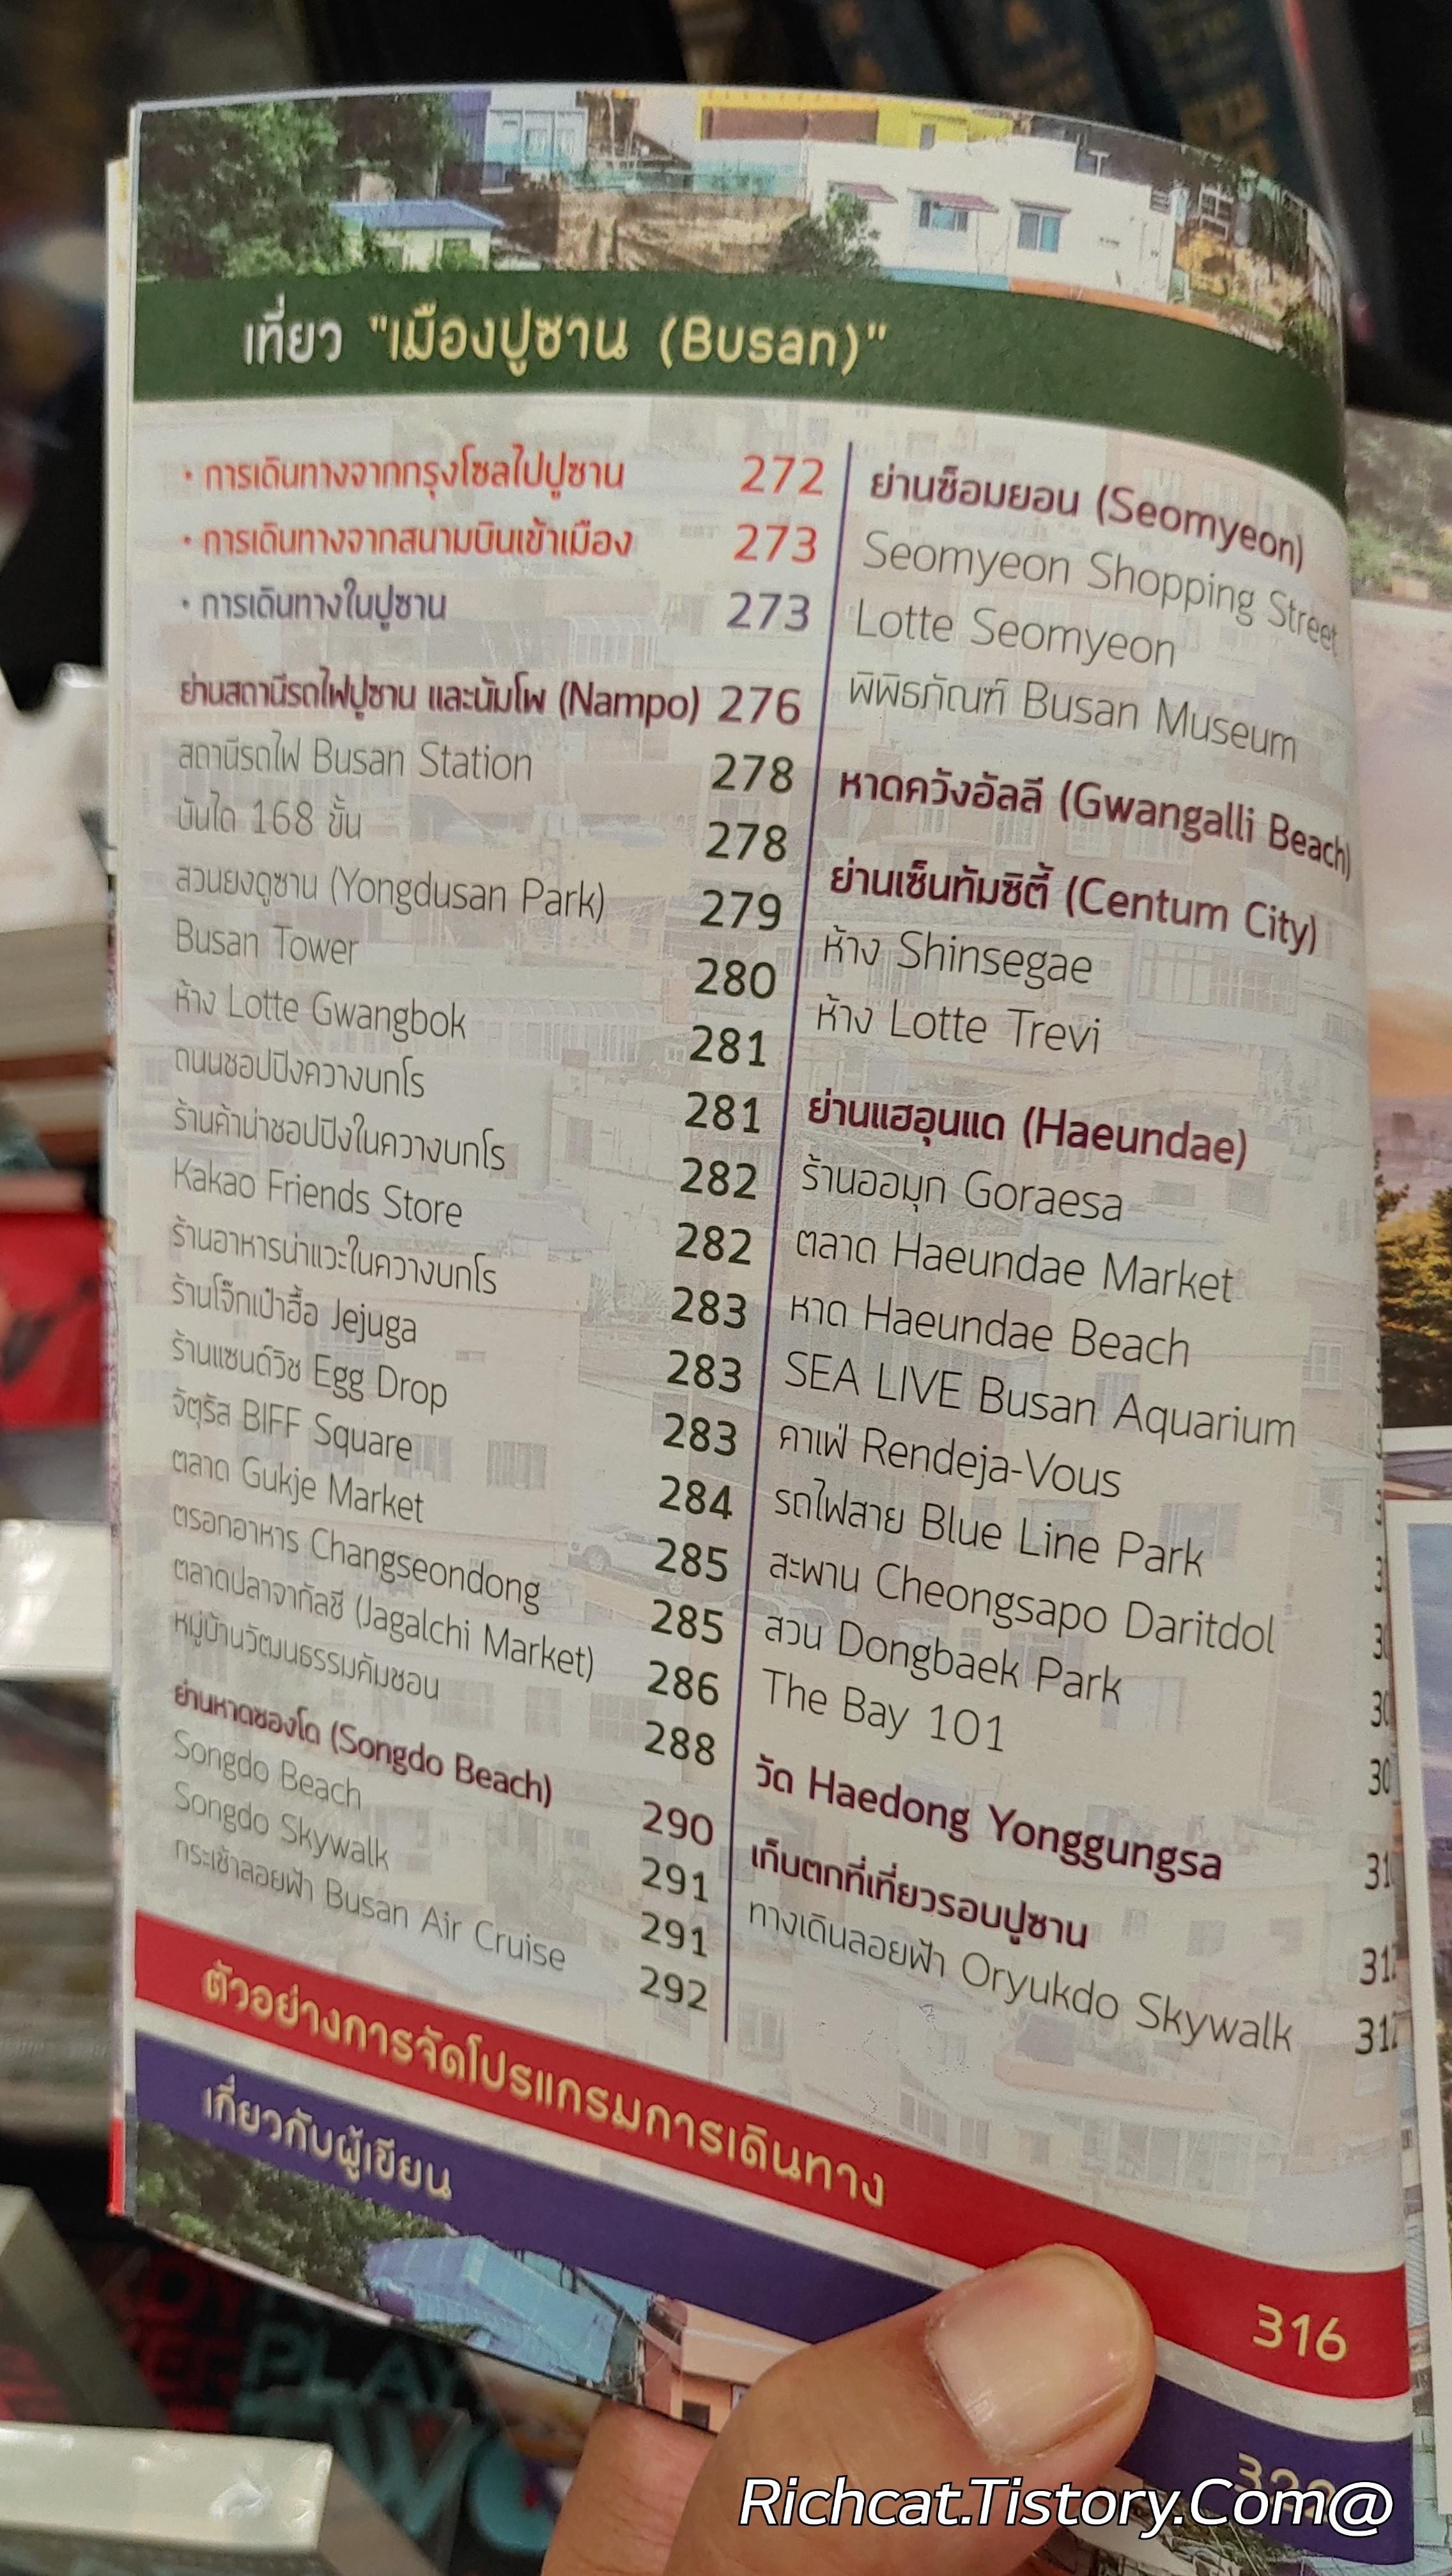 เที่ยว "เมืองปูซาน (Busan)"
• การเดินทางจากกรุงโซลไปปูซาน 272
• การเดินทางจากสนามบินเข้าเมือง 273
• การเดินทางในปูซาน 273
ย่านสถานีรถไฟปูซาน และนัมโพ (Nampo) 276
สถานีรถไฟ Busan Station 278
บันได 168 ขั้น 278
สวนยงดูซาน (Yongdusan Park) 279
Busan Tower 280
ห้าง Lotte Gwangbok 281
ถนนชอปปิงควางบกโร 281
ร้านค้าน่าชอปปิงในควางบกโร 282
Kakao Friends Store 282
ร้านอาหารน่าแวะในควางบกโร 283
ร้านโจ๊กเป๋าฮื้อ Jejuga 283
ร้านแซนด์วิช Egg Drop 283
จัตุรัส BIFF Square 284
ตลาด Gukje Market 285
ตรอกอาหาร Changseondong 285
ตลาดปลาจากัลชี (Jagalchi Market) 286
หมู่บ้านวัฒนธรรมคัมชอน 288
ย่านหาดซองโด (Songdo Beach) 290
Songdo Beach 291
Songdo Skywalk 291
กระเช้าลอยฟ้า Busan Air Cruise 292
ย่านซ็อมยอน (Seomyeon)
Seomyeon Shopping Street
Lotte Seomyeon
พิพิธภัณฑ์ Busan Museum
หาดควังอัลลี (Gwangalli Beach)
ย่านเซ็นทัมซิตี้ (Centum City)
ห้าง Shinsegae
ห้าง Lotte Trevi
ย่านแฮอุนแด (Haeundae)
ร้านออมุก Goraesa
ตลาด Haeundae Market
หาด Haeundae Beach
SEA LIVE Busan Aquarium
คาเฟ่ Rendeja-Vous
รถไฟสาย Blue Line Park
สะพาน Cheongsapo Daritdol
สวน Dongbaek Park
The Bay 101
วัด Haedong Yonggungsa
เก็บตกที่เที่ยวรอบปูซาน
ทางเดินลอยฟ้า Oryukdo Skywalk
ตัวอย่างการจัดโปรแกรมการเดินทาง 316
เกี่ยวกับผู้เขียน
Richcat.Tistory.Com@